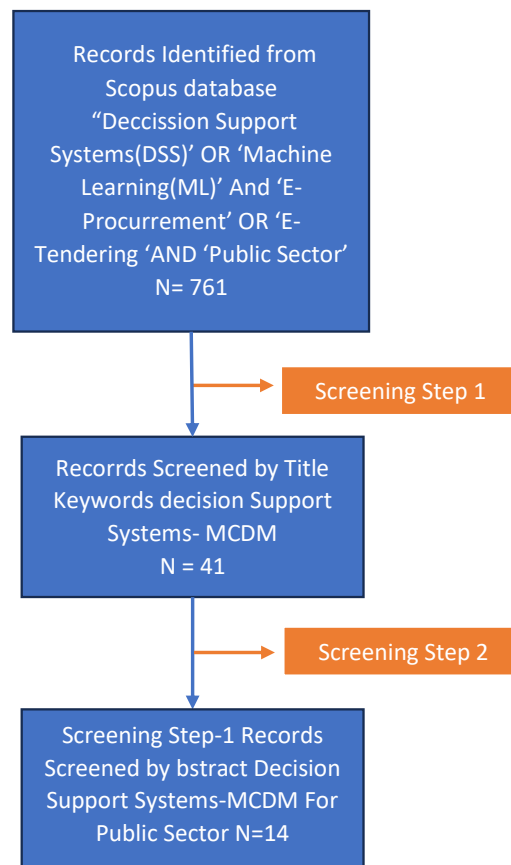 Records Identified from
Scopus database
“Deccission Support
Systems(DSS)’ OR ‘Machine
Learning(ML)’ And ‘E-
Procurrement’ OR ‘E-
Tendering ‘AND ‘Public Sector’
N= 761
Screening Step 1
Recorrds Screened by Title
Keywords decision Support
Systems- MCDM
N = 41
Screening Step 2
Screening Step-1 Records
Screened by bstract Decision
Support Systems-MCDM For
Public Sector N=14